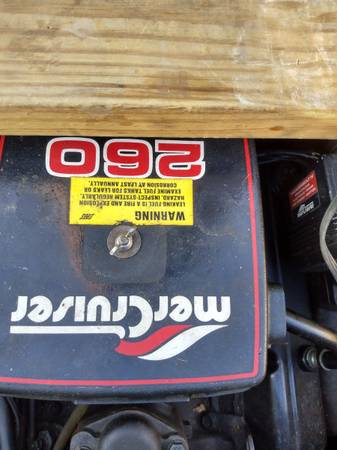 merCruiser
WARNING
LEAKING FUEL IS A FIRE AND EXPLOSION
HAZARD. INSPECT SYSTEM REGULARLY.
EXAMINE FUEL TANKS FOR LEAKS OR
CORROSION AT LEAST ANNUALLY.
260